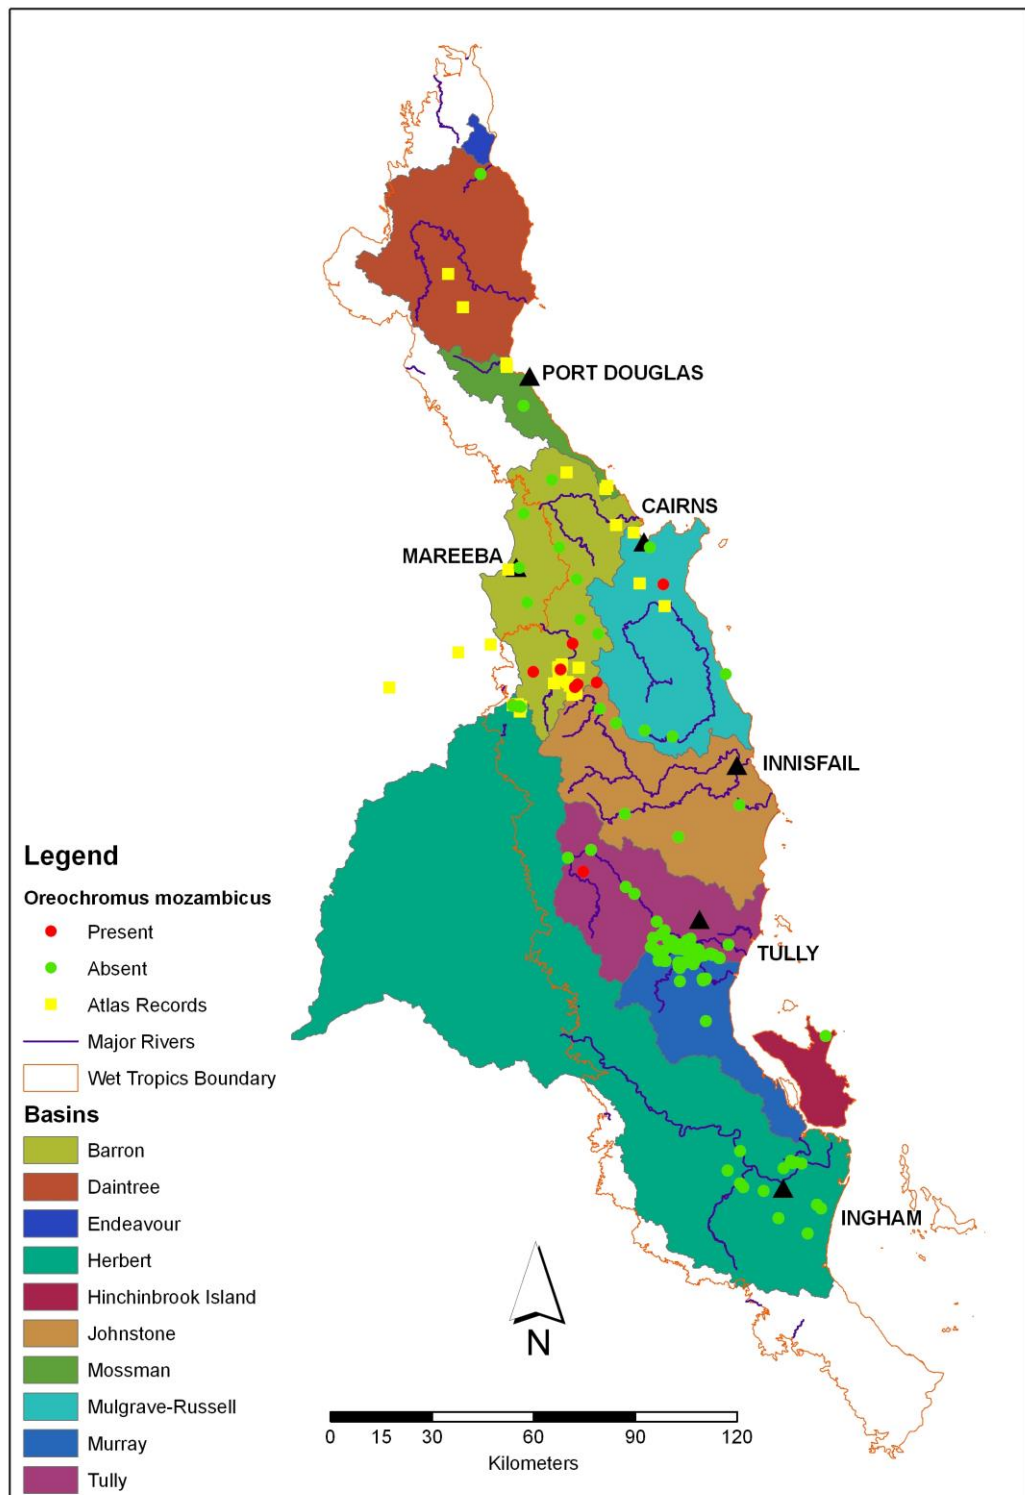 PORT DOUGLAS
CAIRNS
MAREEBA
INNISFAIL
TULLY
INGHAM
Legend
Oreochromus mozambicus
Present
Absent
Atlas Records
Major Rivers
Wet Tropics Boundary
Basins
Barron
Daintree
Endeavour
Herbert
Hinchinbrook Island
Johnstone
Mossman
Mulgrave-Russell
Murray
Tully
N
0 15 30 60 90 120
Kilometers